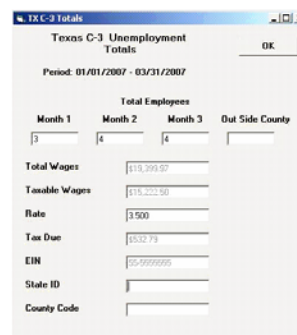 TX C-3 Totals
Texas C-3 Unemployment
Totals
OK
Period: 01/01/2007 - 03/31/2007
Total Employees
Month 1 Month 2 Month 3 Out Side County
3 4 4
Total Wages $19,399.97
Taxable Wages $15,222.50
Rate 3.500
Tax Due $532.79
EIN 55-5555555
State ID
County Code